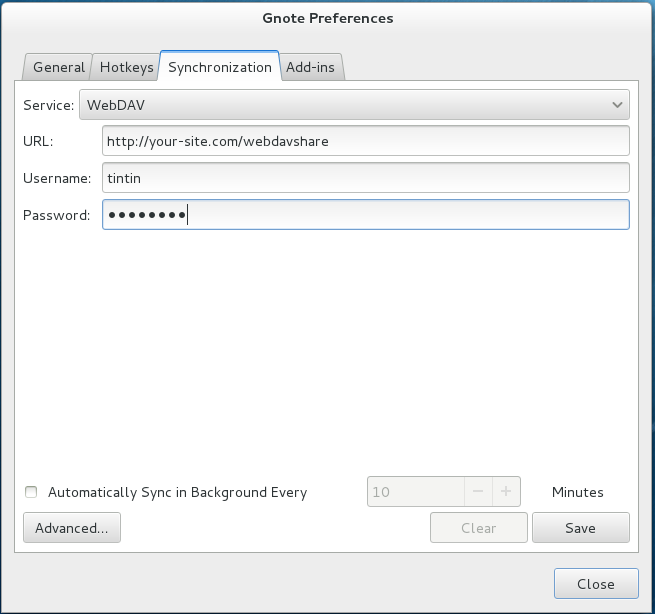 Gnote Preferences
General Hotkeys Synchronization Add-ins
Service: WebDAV
URL: http://your-site.com/webdavshare
Username: tintin
Password: ••••••••
Automatically Sync in Background Every 10 − + Minutes
Advanced... Clear Save
Close